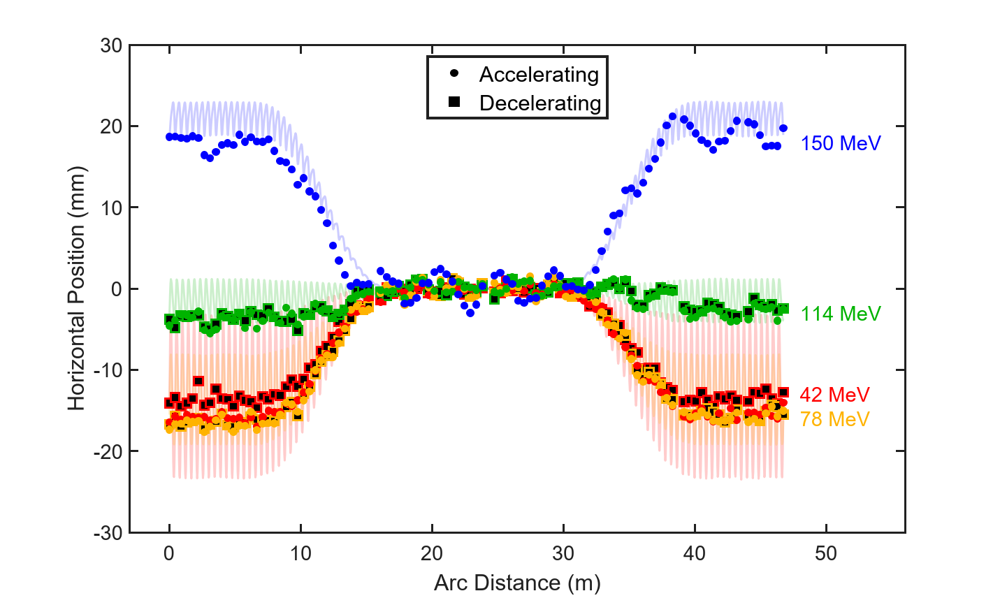 30
20
10
0
-10
-20
-30
Horizontal Position (mm)
Accelerating
Decelerating
150 MeV
114 MeV
42 MeV
78 MeV
0
10
20
30
40
50
Arc Distance (m)